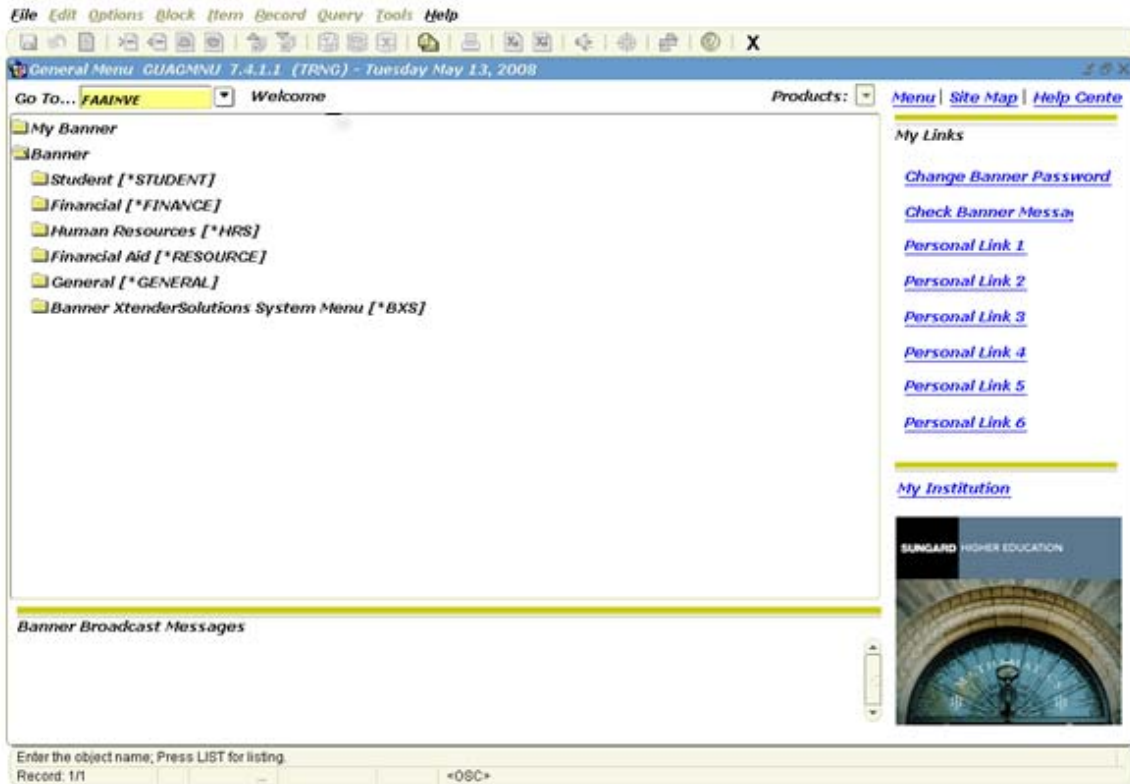 File Edit Options Block Item Record Query Tools Help
X
General Menu GUAGMNU 7.4.1.1 (TRNG) - Tuesday May 13, 2008
Go To... FAAINVE Welcome Products: Menu | Site Map | Help Cente
My Banner
Banner
Student [*STUDENT]
Financial [*FINANCE]
Human Resources [*HRS]
Financial Aid [*RESOURCE]
General [*GENERAL]
Banner XtenderSolutions System Menu [*BXS]
My Links
Change Banner Password
Check Banner Messa
Personal Link 1
Personal Link 2
Personal Link 3
Personal Link 4
Personal Link 5
Personal Link 6
My Institution
SUNGARD HIGHER EDUCATION
Banner Broadcast Messages
Enter the object name; Press LIST for listing.
Record: 1/1 ... <OSC>